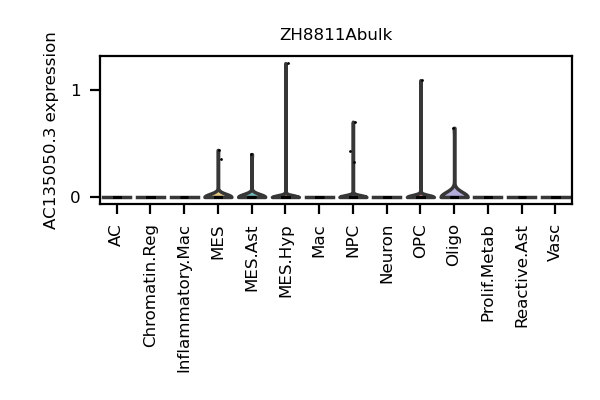 ZH8811Abulk
AC135050.3 expression
1
0
AC
Chromatin.Reg
Inflammatory.Mac
MES
MES.Ast
MES.Hyp
Mac
NPC
Neuron
OPC
Oligo
Prolif.Metab
Reactive.Ast
Vasc